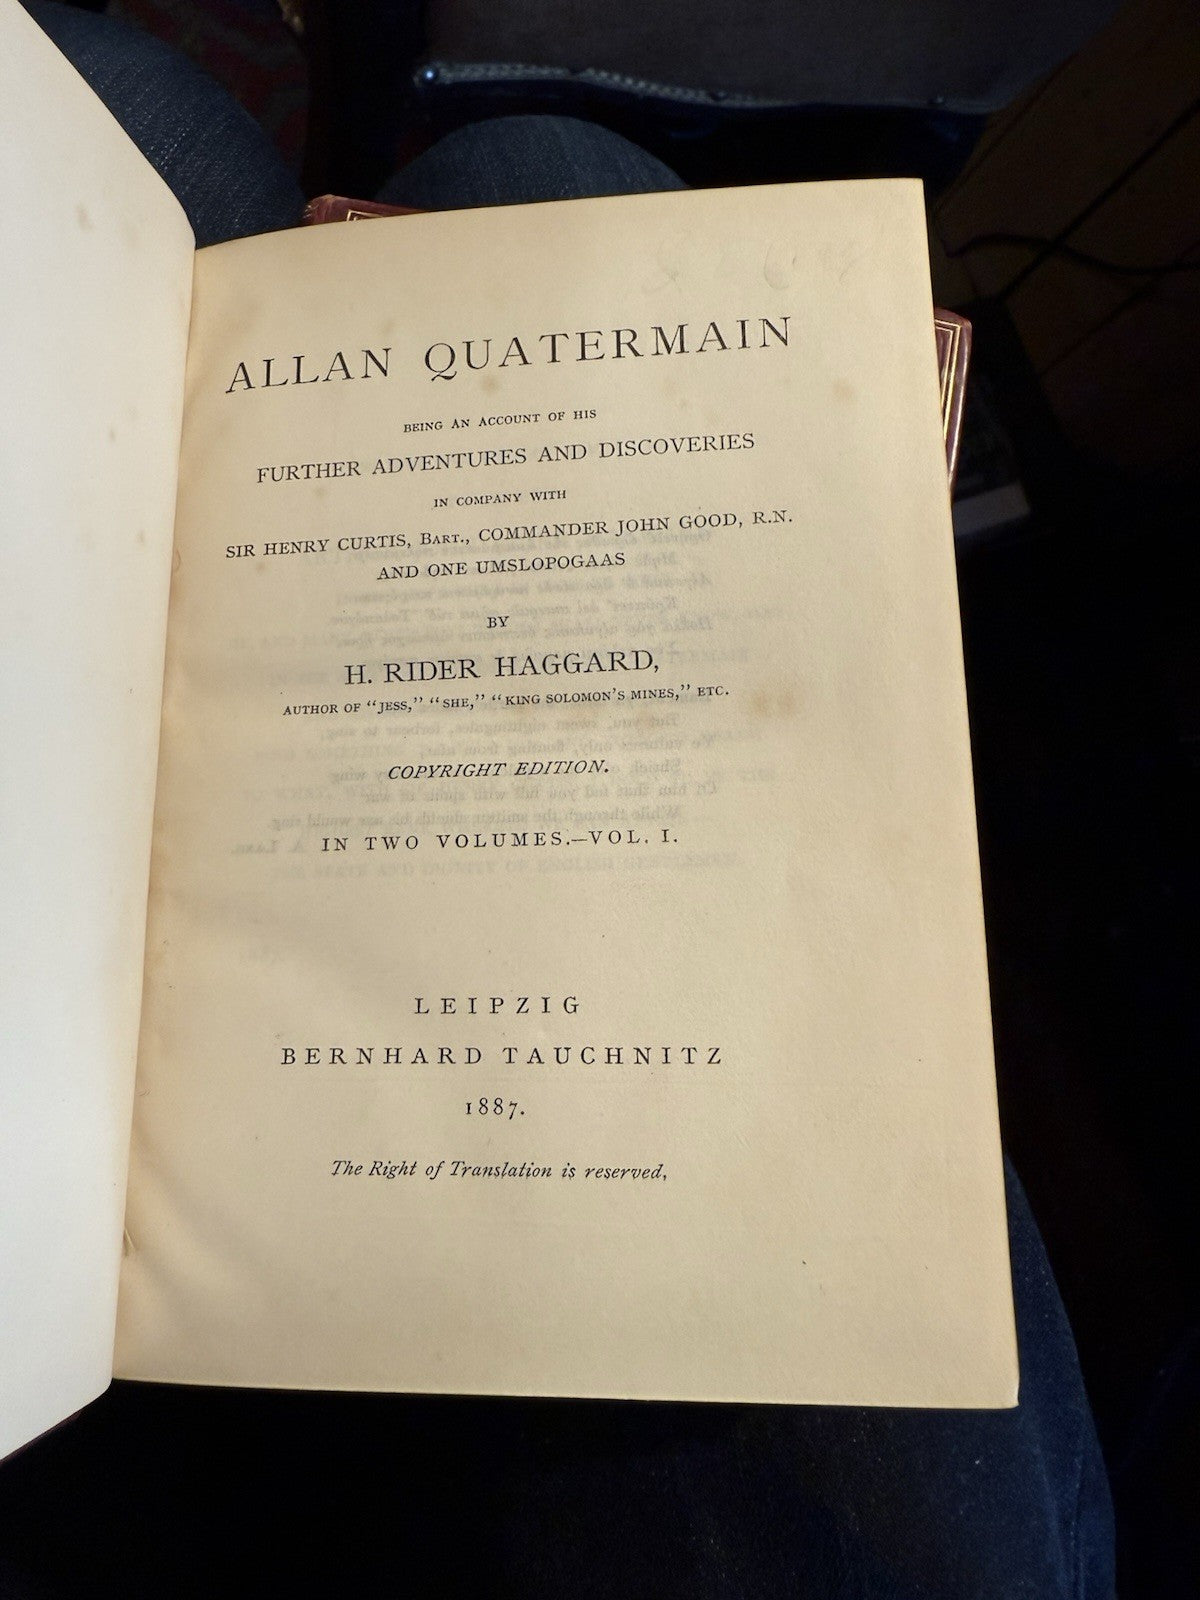 ALLAN QUATERMAIN
BEING AN ACCOUNT OF HIS
FURTHER ADVENTURES AND DISCOVERIES
IN COMPANY WITH
SIR HENRY CURTIS, BART., COMMANDER JOHN GOOD, R.N.
AND ONE UMSLOPOGAAS
BY
H. RIDER HAGGARD,
AUTHOR OF “JESS,” “SHE,” “KING SOLOMON’S MINES,” ETC.
COPYRIGHT EDITION.
IN TWO VOLUMES.—VOL. I.
LEIPZIG
BERNHARD TAUCHNITZ
1887.
The Right of Translation is reserved,